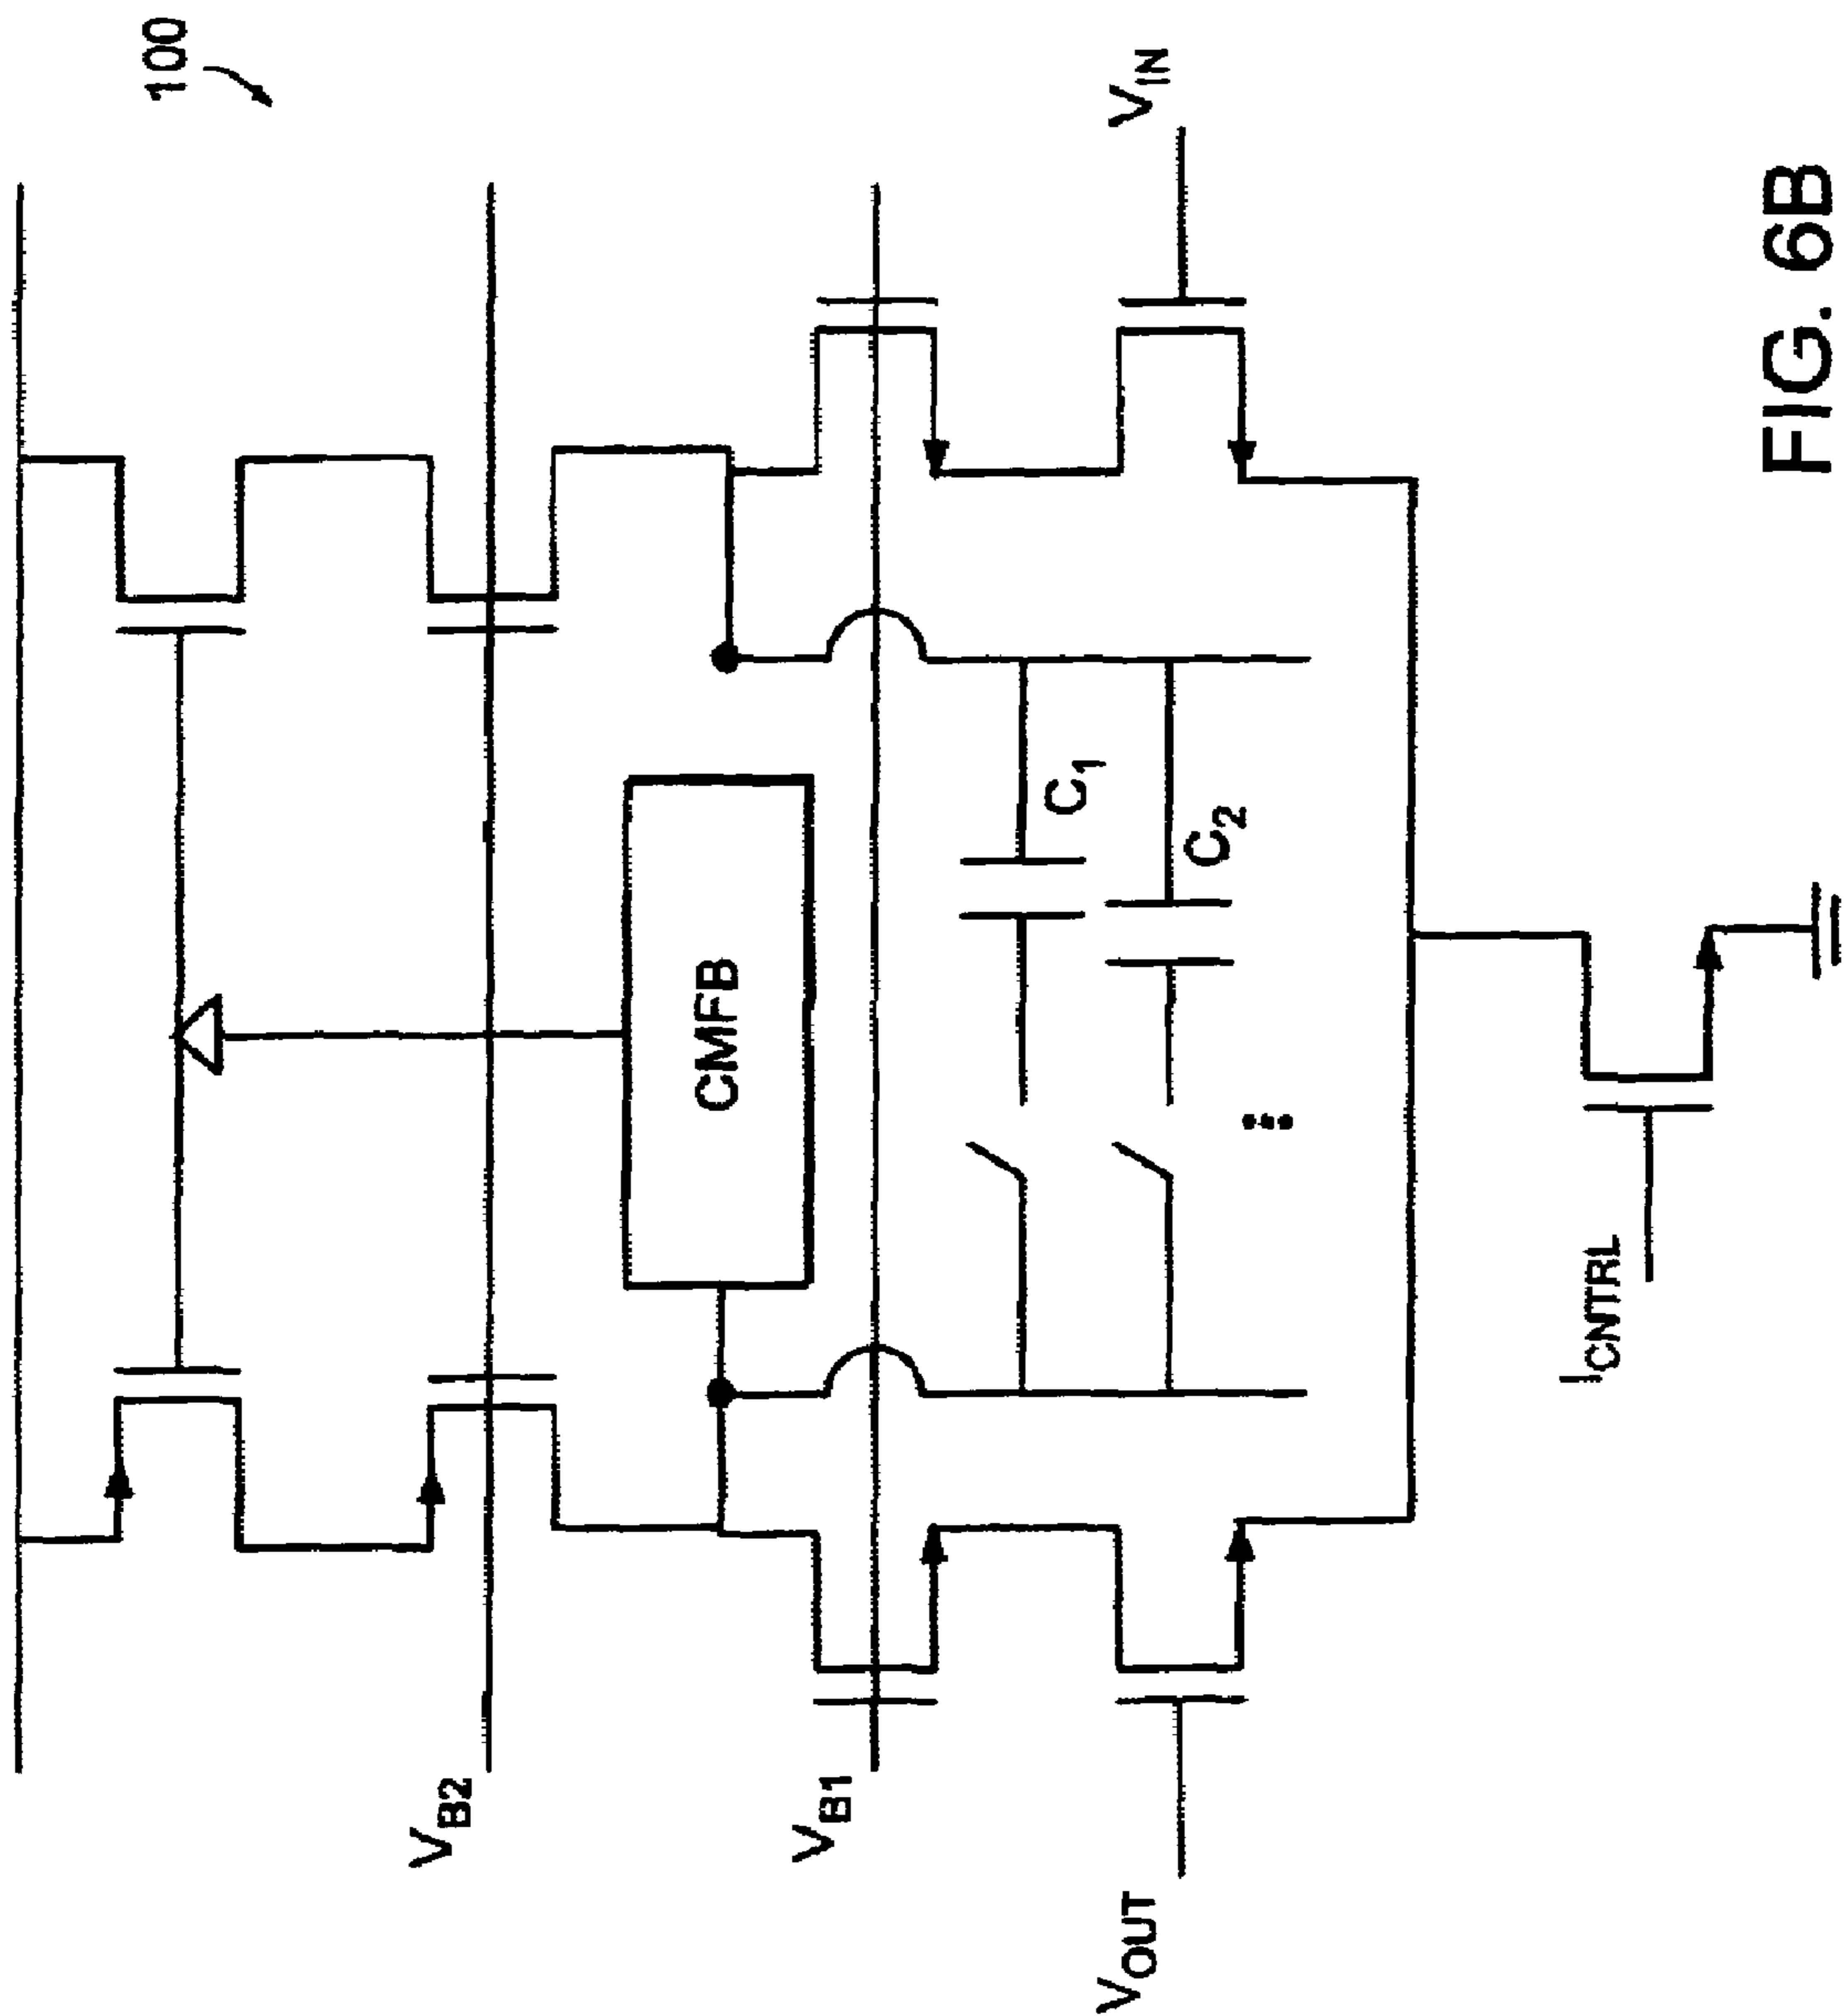 100
V_B2
V_B1
V_OUT
V_IN
CMFB
C_1
C_2
I_CNTRL
FIG. 6B